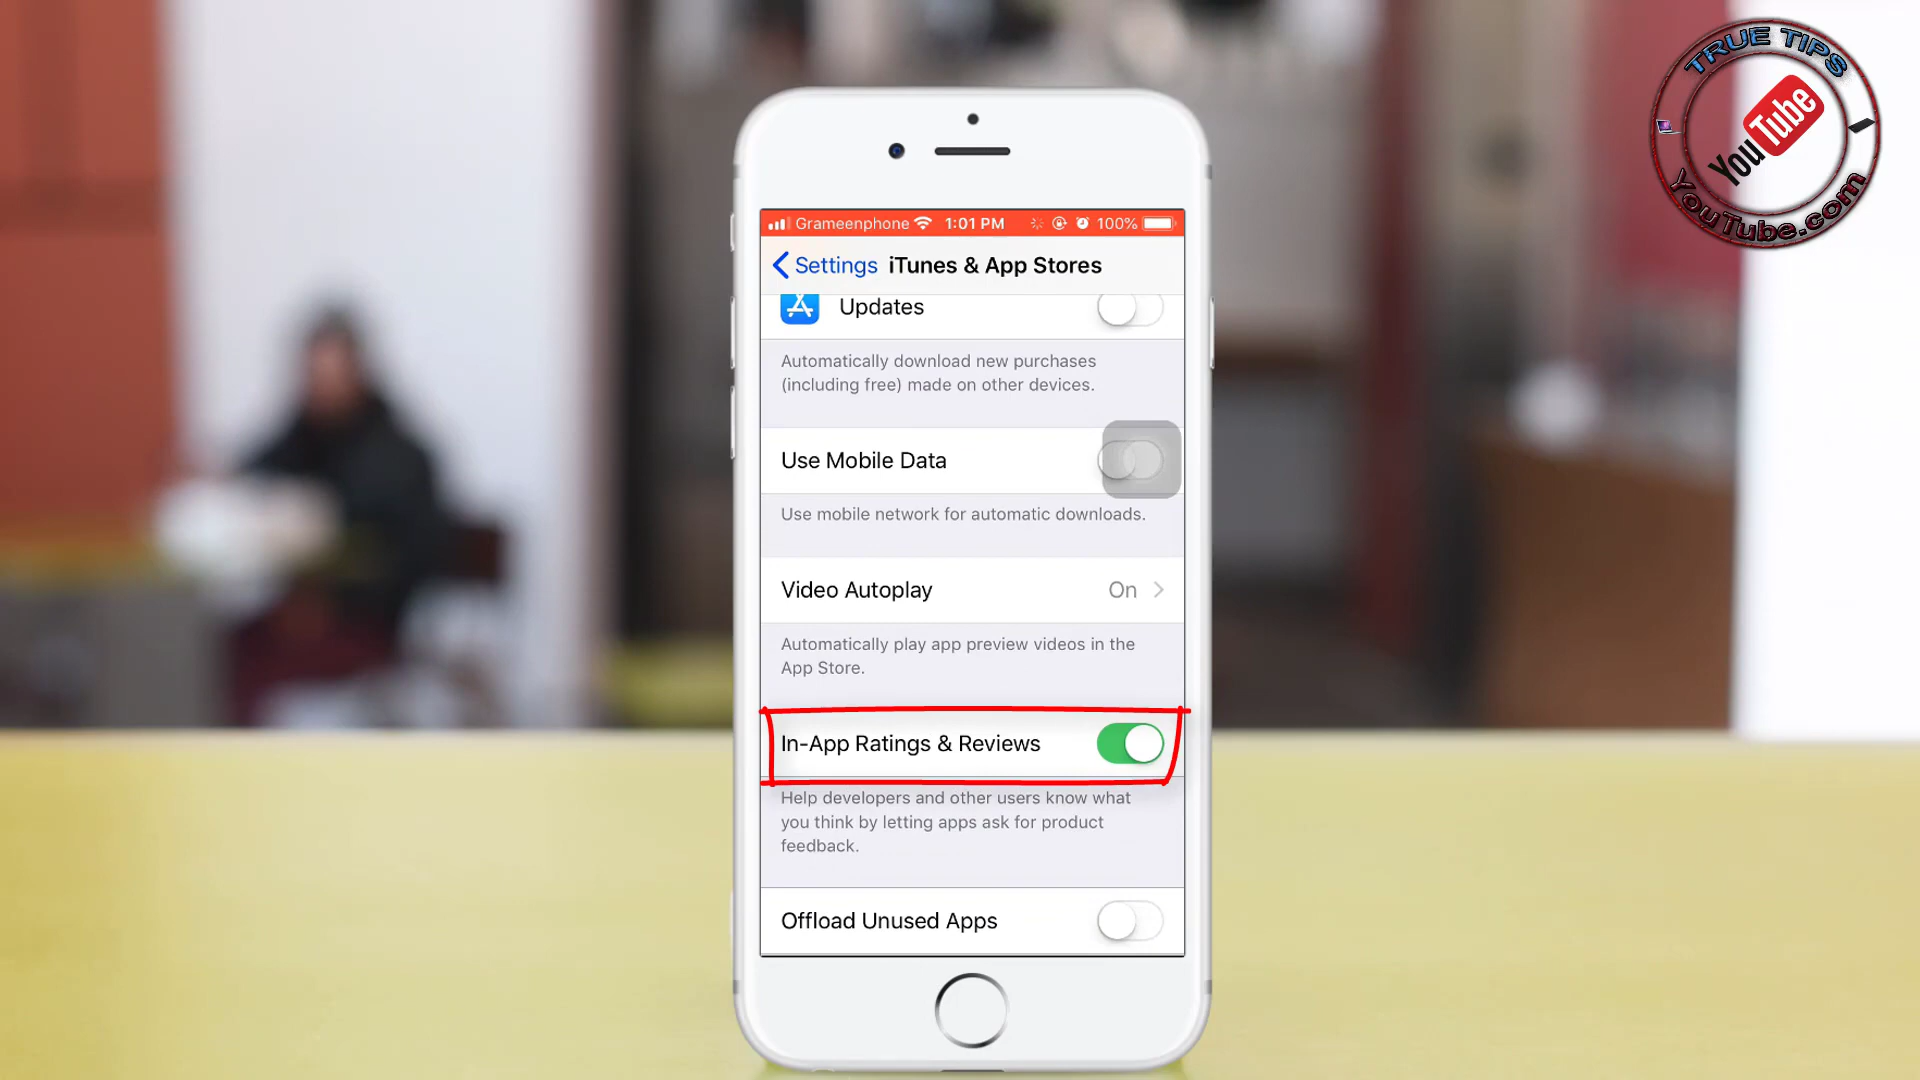 TRUE TIPS
YouTube
YouTube.com
Grameenphone 1:01 PM 100%
Settings iTunes & App Stores
Updates
Automatically download new purchases
(including free) made on other devices.
Use Mobile Data
Use mobile network for automatic downloads.
Video Autoplay On
Automatically play app preview videos in the
App Store.
In-App Ratings & Reviews
Help developers and other users know what
you think by letting apps ask for product
feedback.
Offload Unused Apps